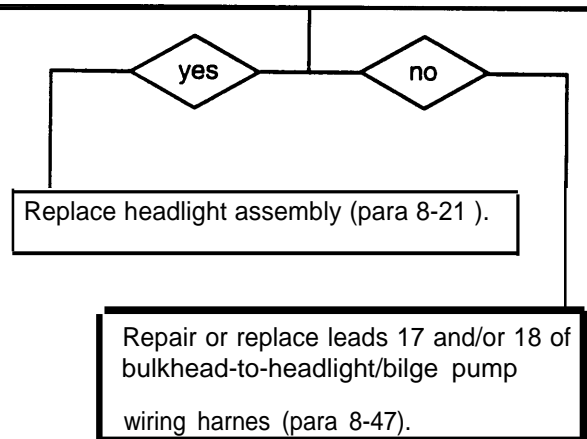 yes
no
Replace headlight assembly (para 8-21 ).
Repair or replace leads 17 and/or 18 of
bulkhead-to-headlight/bilge pump
wiring harnes (para 8-47).